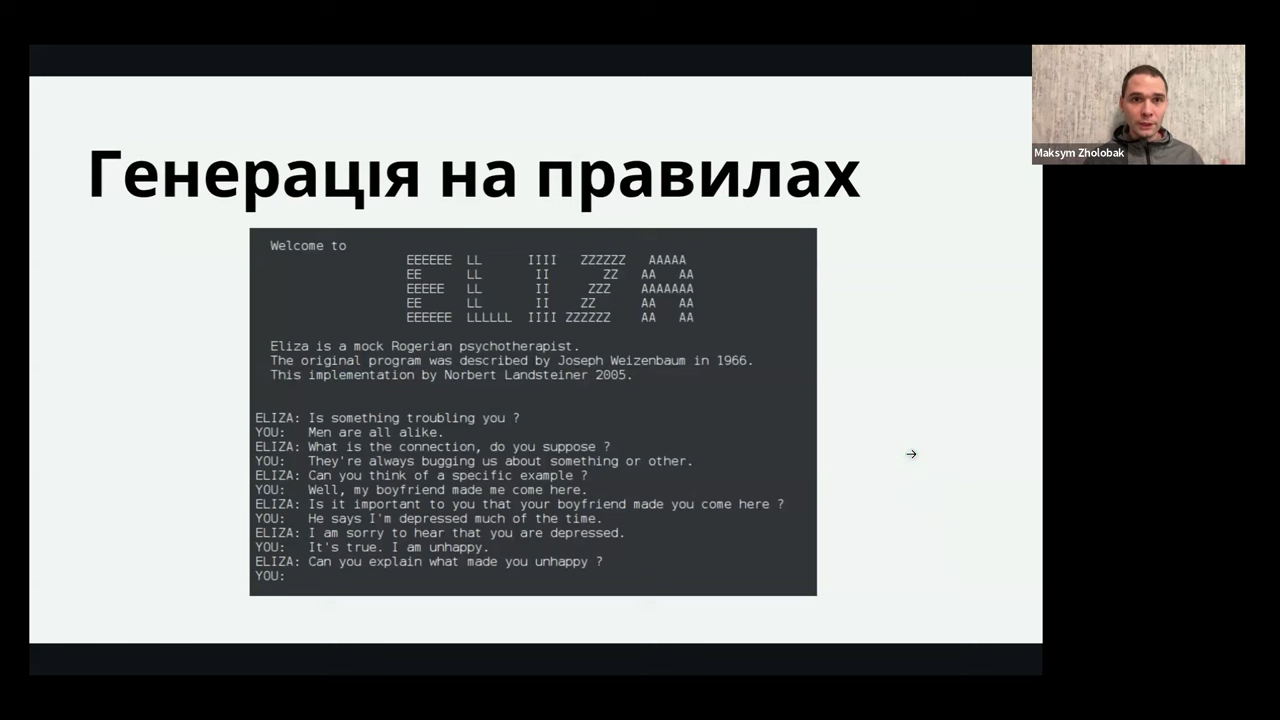 Генерація на правилах
Welcome to
EEEEEE LL IIII ZZZZZZ AAAAA
EE LL II ZZ AA AA
EEEEE LL II ZZZ AAAAAAA
EE LL II ZZ AA AA
EEEEEE LLLLLL IIII ZZZZZZ AA AA
Eliza is a mock Rogerian psychotherapist.
The original program was described by Joseph Weizenbaum in 1966.
This implementation by Norbert Landsteiner 2005.
ELIZA: Is something troubling you ?
YOU: Men are all alike.
ELIZA: What is the connection, do you suppose ?
YOU: They're always bugging us about something or other.
ELIZA: Can you think of a specific example ?
YOU: Well, my boyfriend made me come here.
ELIZA: Is it important to you that your boyfriend made you come here ?
YOU: He says I'm depressed much of the time.
ELIZA: I am sorry to hear that you are depressed.
YOU: It's true. I am unhappy.
ELIZA: Can you explain what made you unhappy ?
YOU:
Maksym Zholobak